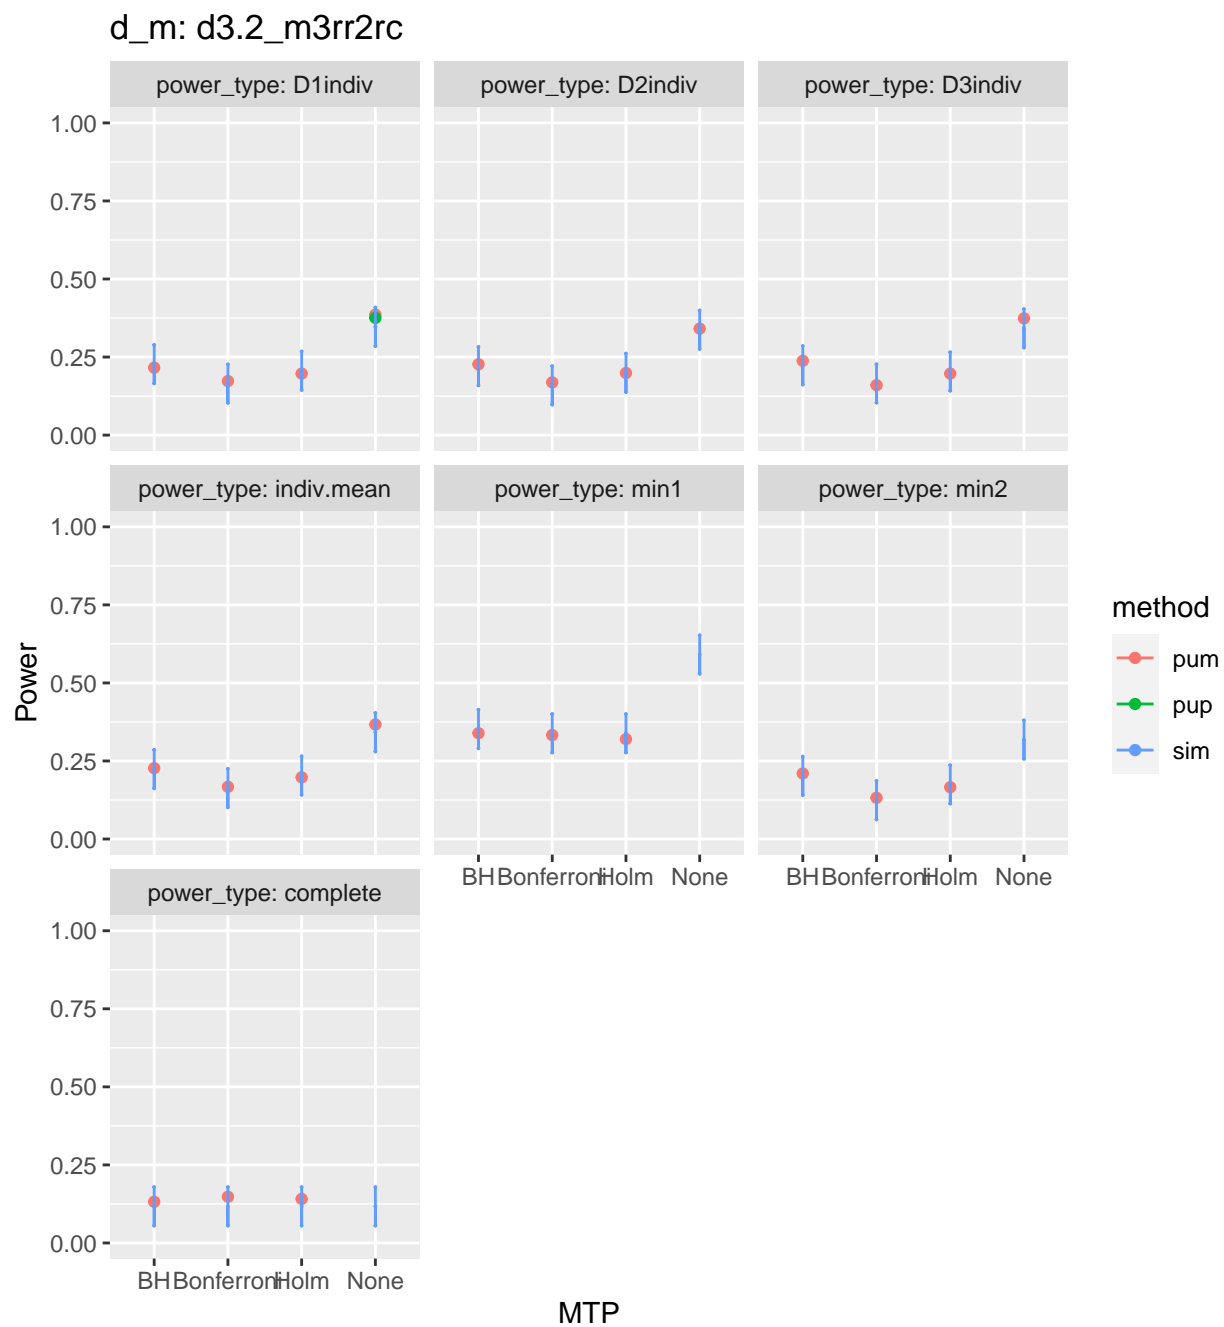 d_m: d3.2_m3rr2rc
power_type: D1indiv
power_type: D2indiv
power_type: D3indiv
1.00
0.75
0.50
0.25
0.00
power_type: indiv.mean
power_type: min1
power_type: min2
1.00
0.75
0.50
0.25
0.00
BH Bonferroni Holm None
BH Bonferroni Holm None
power_type: complete
1.00
0.75
0.50
0.25
0.00
BH Bonferroni Holm None
MTP
Power
method
pum
pup
sim